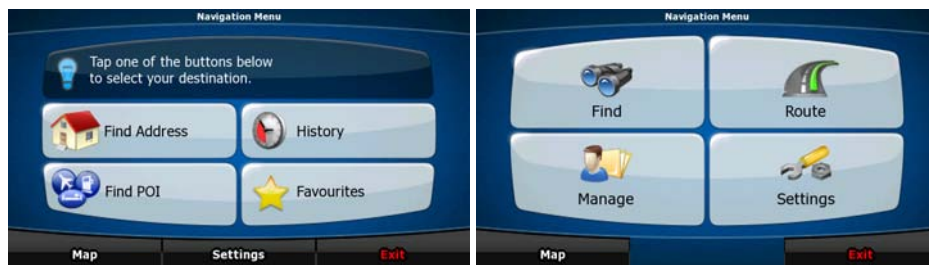 Navigation Menu
Tap one of the buttons below
to select your destination.
Find Address
History
Find POI
Favourites
Map
Settings
Exit
Navigation Menu
Find
Route
Manage
Settings
Map
Exit